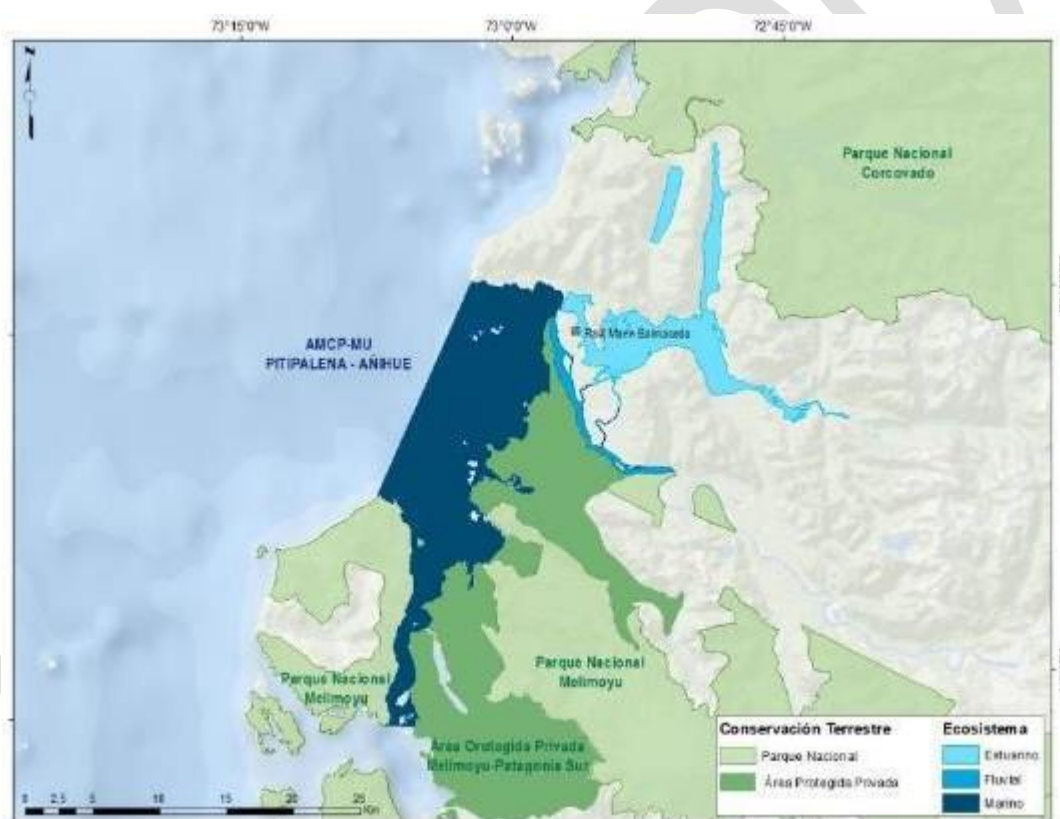 73°15'0"W
73°0'0"W
72°45'0"W
N
Parque Nacional
Corcovado
Raúl Marín Balmaceda
AMCP-MU
PITIPALENA - AÑIHUE
Parque Nacional
Melimoyu
Parque Nacional
Melimoyu
Área Orotegida Privada
Melimoyu-Patagonia Sur
Conservación Terrestre
Parque Nacional
Área Protegida Privada
Ecosistema
Estuarino
Fluvial
Marino
0 2,5 5 10 15 20 25
Km